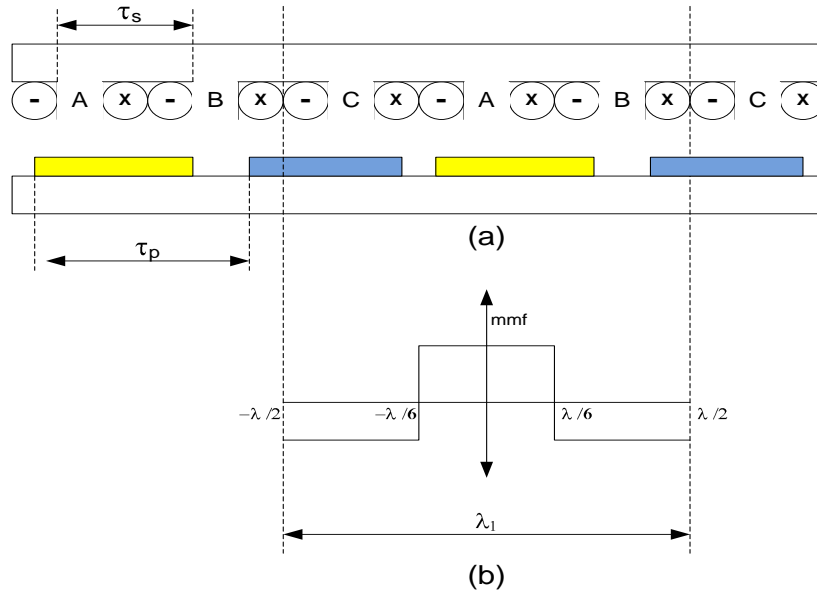 τs
- A x - B x - C x - A x - B x - C x
τp
(a)
mmf
–λ /2 –λ /6 λ /6 λ /2
λ1
(b)